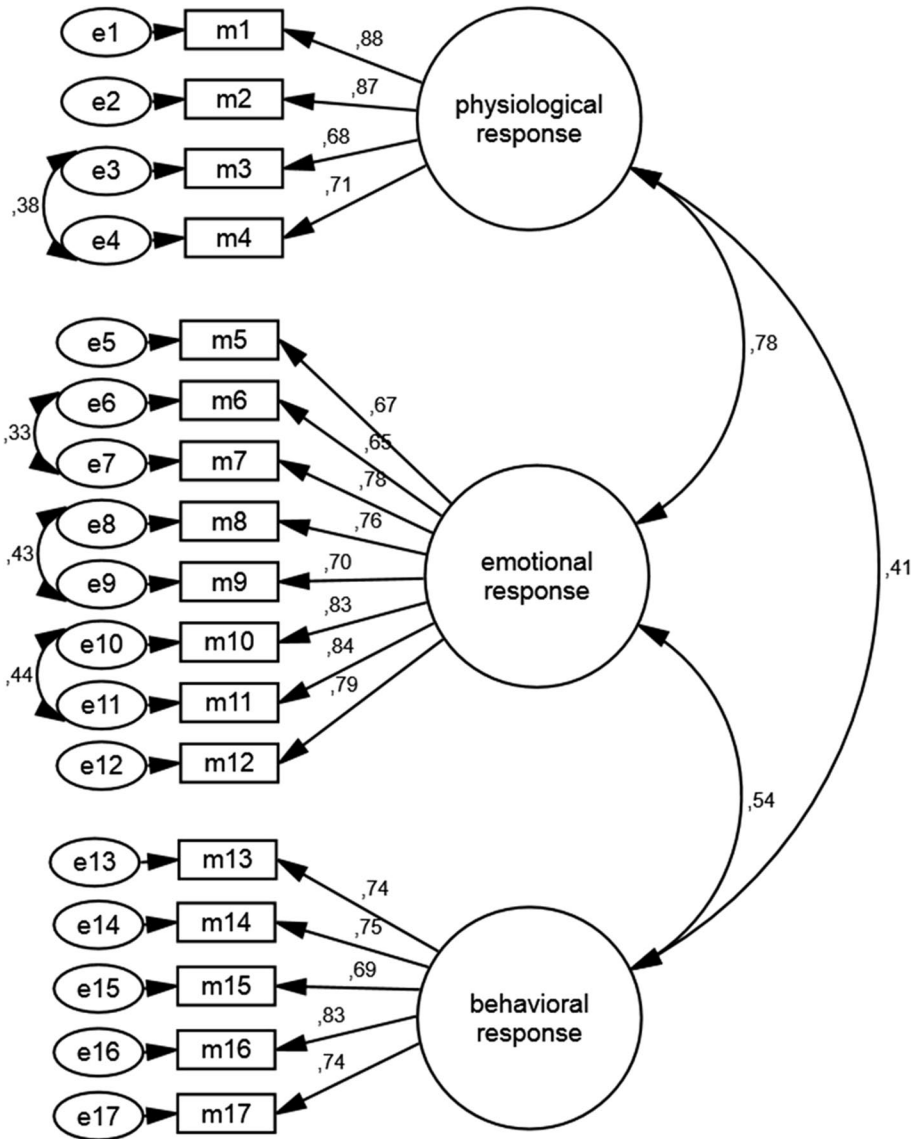 e1 m1 ,88
e2 m2 ,87
physiological
response
e3 m3 ,68
,38
e4 m4 ,71
e5 m5
,78
e6 m6 ,67
,33
,65
e7 m7 ,78
e8 m8 ,76
,43
e9 m9 ,70
emotional
response
,41
e10 m10 ,83
,44
e11 m11 ,84
e12 m12 ,79
,54
e13 m13
,74
e14 m14 ,75
e15 m15 ,69
behavioral
response
e16 m16 ,83
e17 m17 ,74